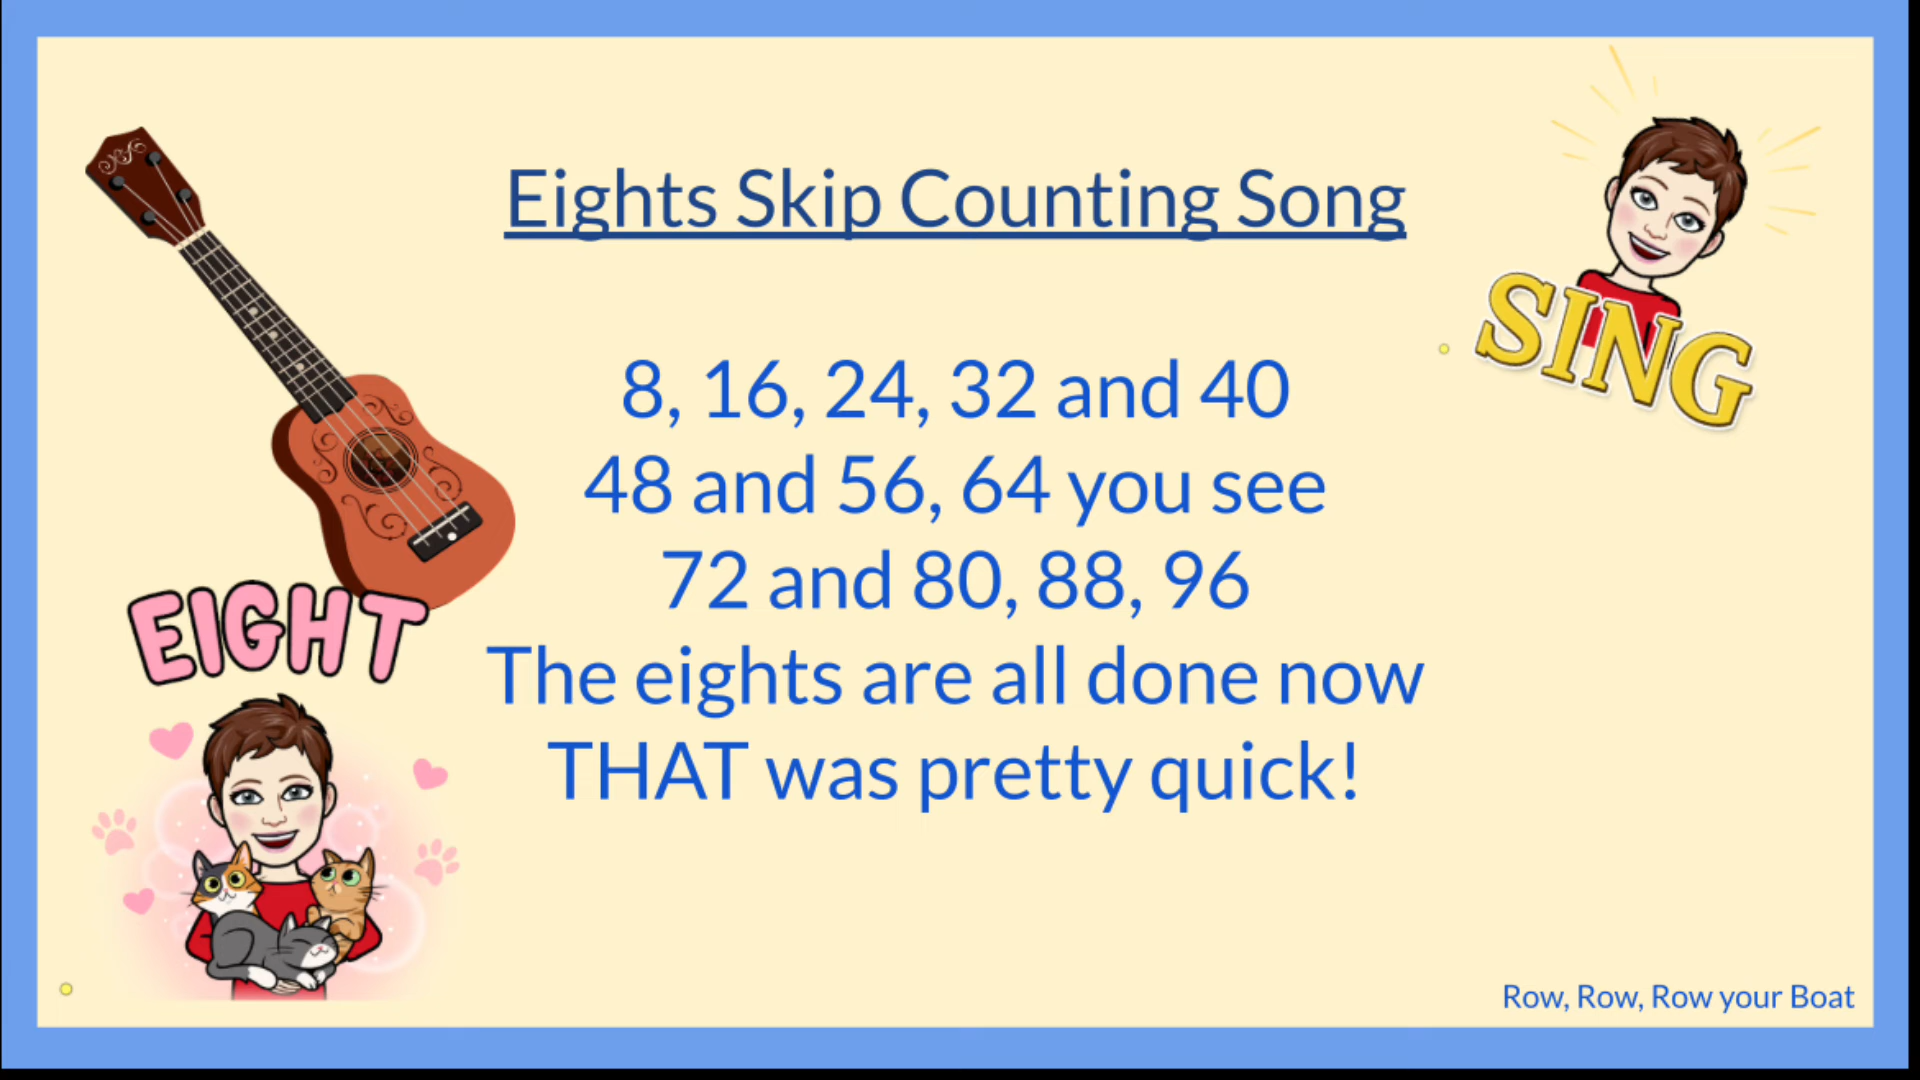 Eights Skip Counting Song
SING
8, 16, 24, 32 and 40
48 and 56, 64 you see
72 and 80, 88, 96
The eights are all done now
THAT was pretty quick!
EIGHT
Row, Row, Row your Boat